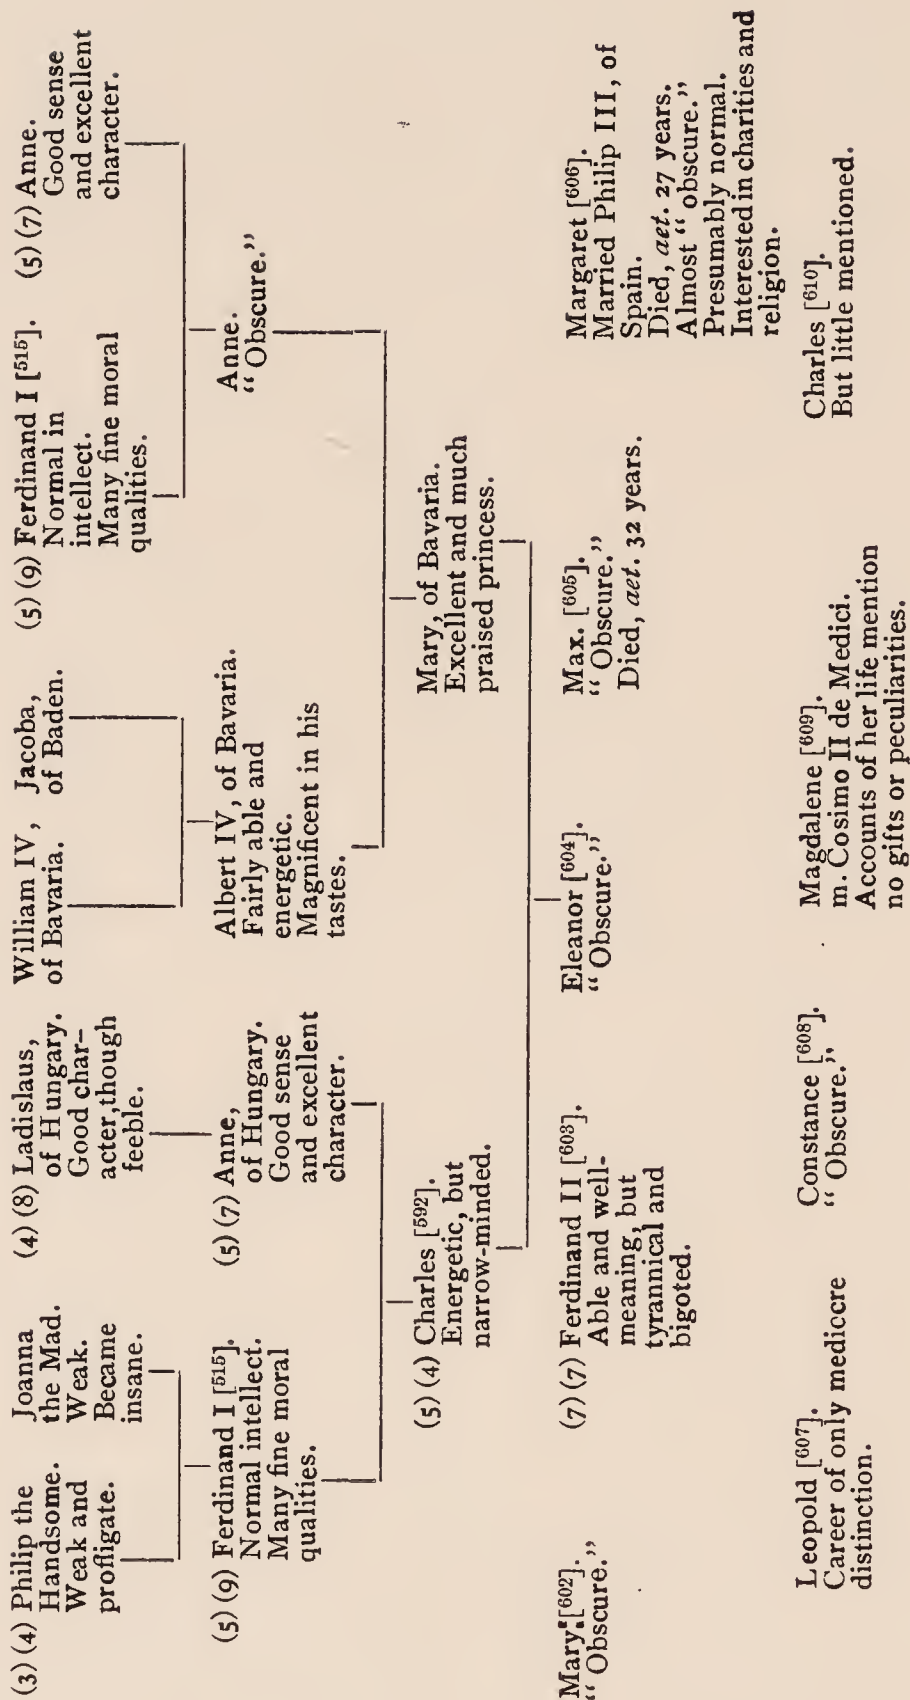 (3) (4) Philip the
Handsome.
Weak and
profligate.
Joanna
the Mad.
Weak.
Became
insane.
(4) (8) Ladislaus,
of Hungary.
Good char-
acter,though
feeble.
William IV,
of Bavaria.
Jacoba,
of Baden.
(5) (9) Ferdinand I [515].
Normal in
intellect.
Many fine moral
qualities.
(5) (7) Anne.
Good sense
and excellent
character.
(5) (9) Ferdinand I [515].
Normal intellect.
Many fine moral
qualities.
(5) (7) Anne,
of Hungary.
Good sense
and excellent
character.
Albert IV, of Bavaria.
Fairly able and
energetic.
Magnificent in his
tastes.
Anne.
“Obscure.”
(5) (4) Charles [592].
Energetic, but
narrow-minded.
Mary, of Bavaria.
Excellent and much
praised princess.
Mary.[602].
“Obscure.”
(7) (7) Ferdinand II [603].
Able and well-
meaning, but
tyrannical and
bigoted.
Eleanor [604].
“Obscure.”
Max. [605].
“Obscure.”
Died, aet. 32 years.
Margaret [606].
Married Philip III, of
Spain.
Died, aet. 27 years.
Almost “obscure.”
Presumably normal.
Interested in charities and
religion.
Leopold [607].
Career of only mediccre
distinction.
Constance [608].
“Obscure.”
Magdalene [609].
m. Cosimo II de Medici.
Accounts of her life mention
no gifts or peculiarities.
Charles [610].
But little mentioned.